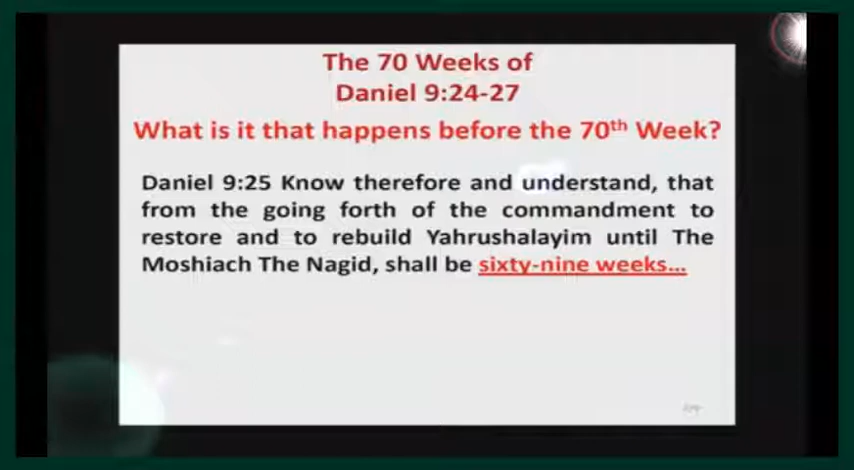 The 70 Weeks of
Daniel 9:24-27
What is it that happens before the 70th Week?
Daniel 9:25 Know therefore and understand, that
from the going forth of the commandment to
restore and to rebuild Yahrushalayim until The
Moshiach The Nagid, shall be sixty-nine weeks...